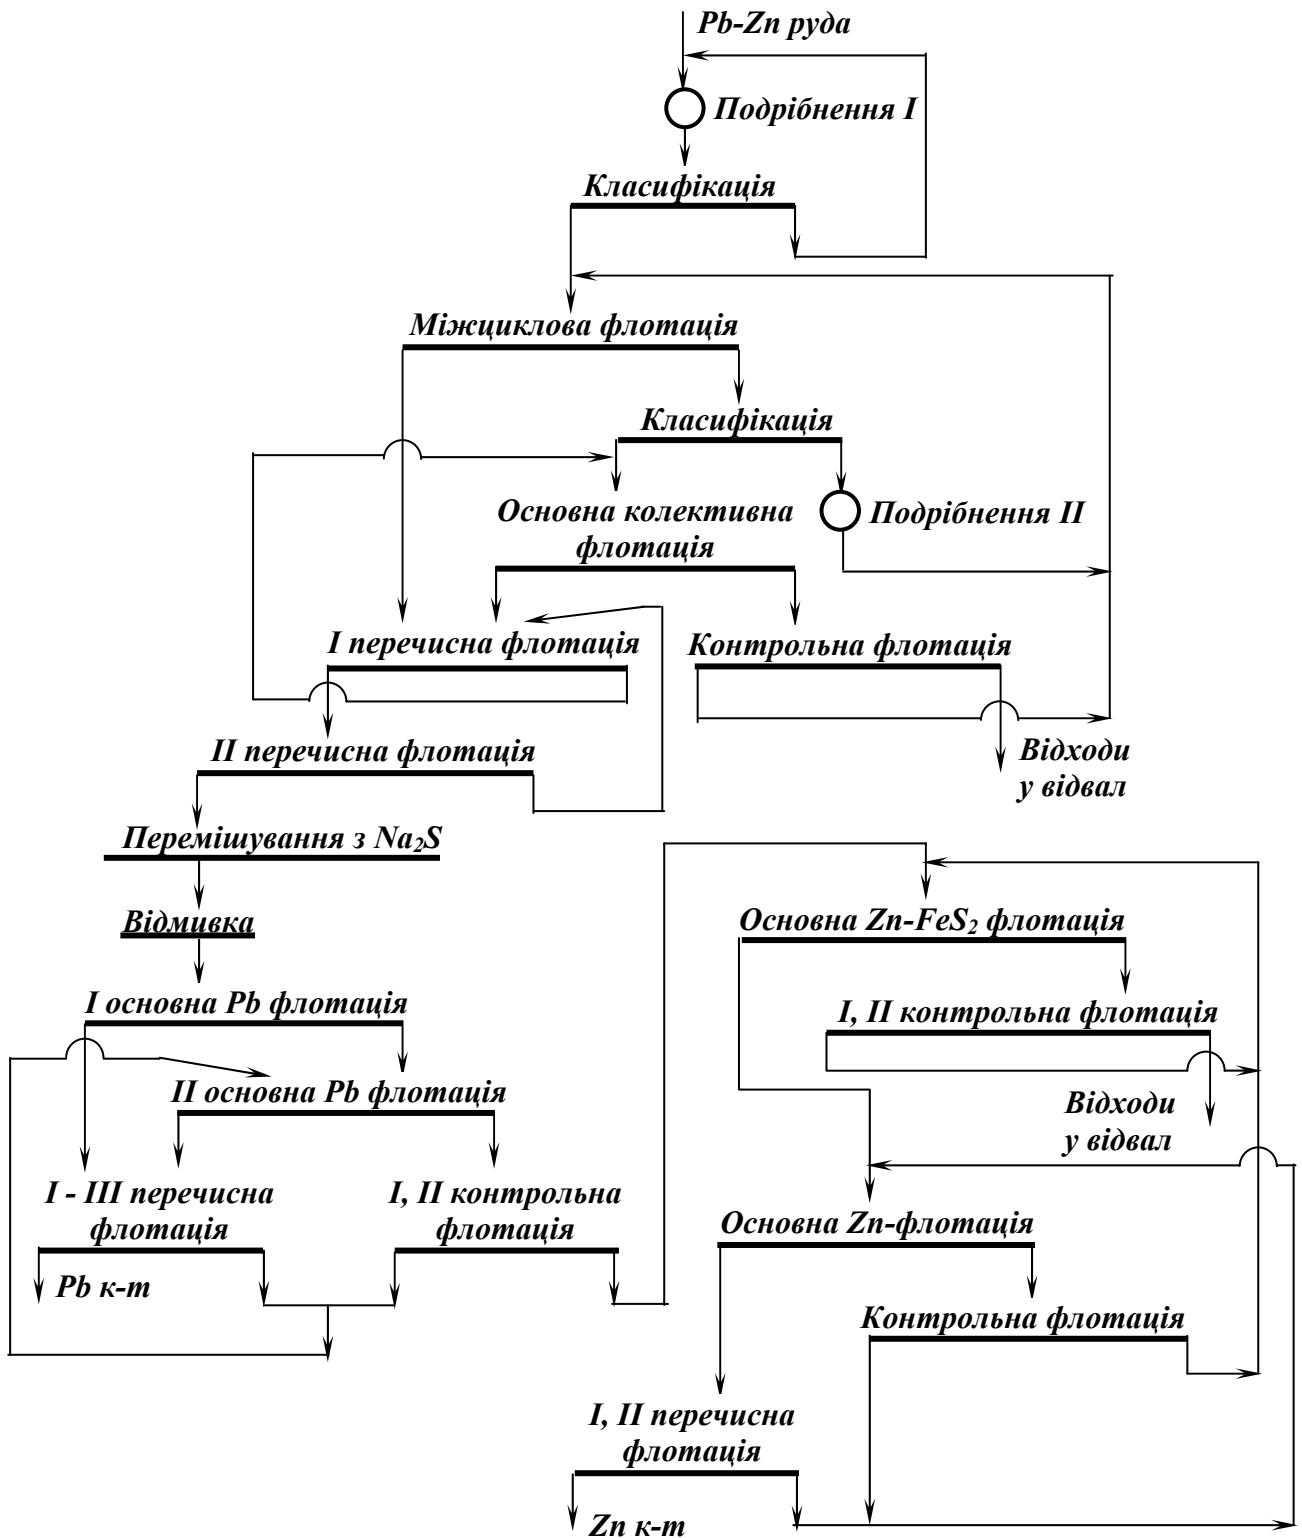 Pb-Zn руда
Подрібнення I
Класифікація
Міжциклова флотація
Класифікація
Основна колективна
флотація
Подрібнення II
I перечисна флотація
Контрольна флотація
II перечисна флотація
Відходи
у відвал
Перемішування з Na₂S
Відмивка
Основна Zn-FeS₂ флотація
I основна Pb флотація
I, II контрольна флотація
II основна Pb флотація
Відходи
у відвал
I - III перечисна
флотація
I, II контрольна
флотація
Основна Zn-флотація
Pb к-т
Контрольна флотація
I, II перечисна
флотація
Zn к-т